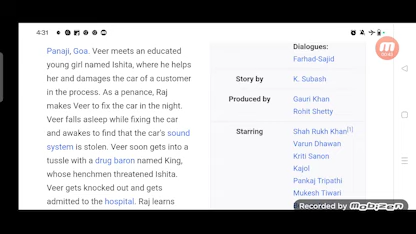 4:31
Panaji, Goa. Veer meets an educated
young girl named Ishita, where he helps
her and damages the car of a customer
in the process. As a penance, Raj
makes Veer to fix the car in the night.
Veer falls asleep while fixing the car
and awakes to find that the car's sound
system is stolen. Veer soon gets into a
tussle with a drug baron named King,
whose henchmen threatened Ishita.
Veer gets knocked out and gets
admitted to the hospital. Raj learns
Dialogues:
Farhad-Sajid
Story by K. Subash
Produced by Gauri Khan
Rohit Shetty
Starring Shah Rukh Khan[1]
Varun Dhawan
Kriti Sanon
Kajol
Pankaj Tripathi
Mukesh Tiwari
Recorded by Mobizen